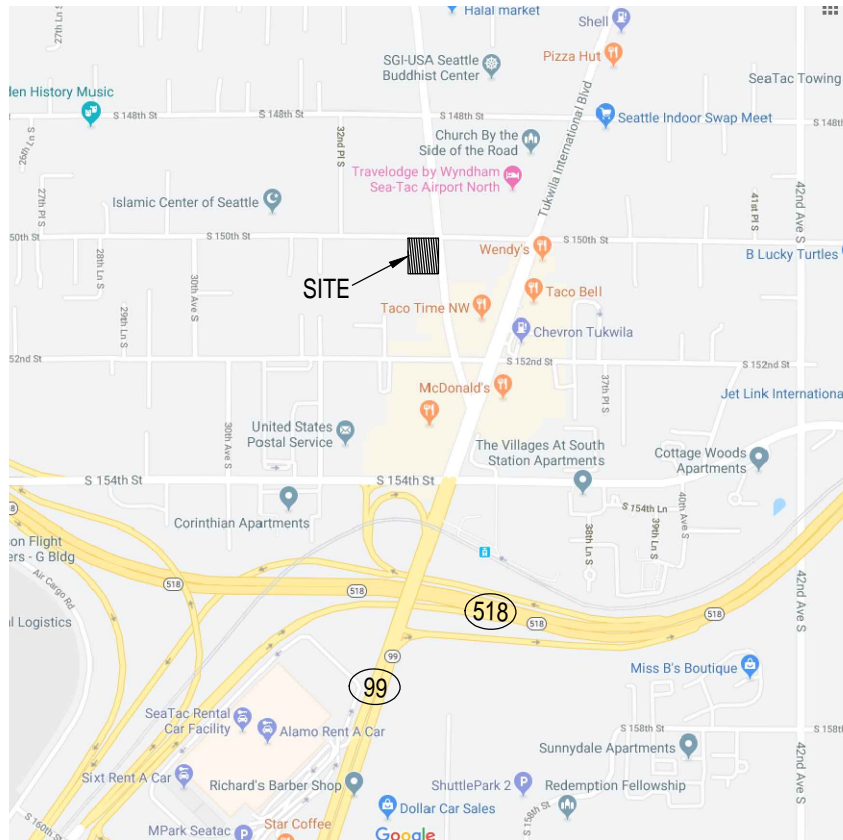 Halal market
Shell
27th Ln S
SGI-USA Seattle
Buddhist Center
Pizza Hut
SeaTac Towing
Tukwila International Blvd
den History Music
S 148th St
S 148th St
S 148th St
S 148th
Seattle Indoor Swap Meet
26th Ln S
32nd Pl S
Church By the
Side of the Road
Travelodge by Wyndham
Sea-Tac Airport North
27th Pl S
Islamic Center of Seattle
41st Pl S
42nd Ave S
50th St
S 150th St
S 150th St
Wendy's
B Lucky Turtles
28th Ln S
30th Ave S
SITE
Taco Bell
Taco Time NW
29th Ln S
Chevron Tukwila
52nd St
S 152nd St
S 152nd St
37th Pl S
McDonald's
Jet Link International
30th Ave S
United States
Postal Service
The Villages At South
Station Apartments
Cottage Woods
Apartments
S 154th St
S 154th St
S 154th Ln
40th Ave S
Corinthian Apartments
38th Ln S
39th Ln S
on Flight
ers - G Bldg
Air Cargo Rd
518
518
518
518
518
518
42nd Ave S
l Logistics
99
99
Miss B's Boutique
SeaTac Rental
Car Facility
Alamo Rent A Car
S 158th St
S 158th
Sunnydale Apartments
42nd Ave S
Sixt Rent A Car
Richard's Barber Shop
ShuttlePark 2
Redemption Fellowship
S 158th St
S 160th St
Dollar Car Sales
MPark Seatac
Star Coffee
Google